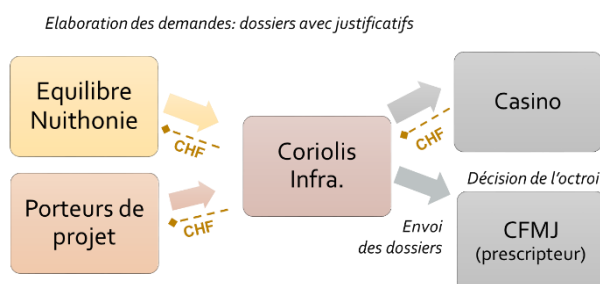 Elaboration des demandes: dossiers avec justificatifs
Equilibre
Nuithonie
CHF
Porteurs de
projet
CHF
Coriolis
Infra.
CHF
Casino
Décision de l'octroi
Envoi
des dossiers
CFMJ
(prescripteur)